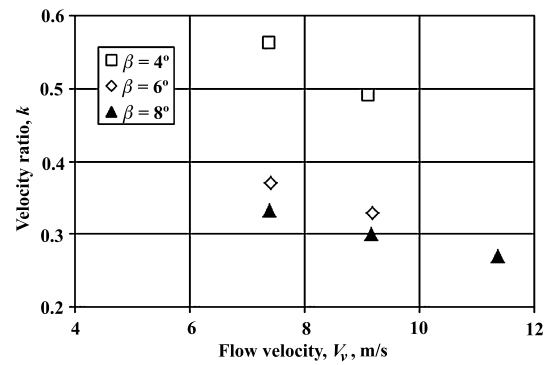 0.6
0.5
0.4
0.3
0.2
Velocity ratio, k
β = 4º
β = 6º
β = 8º
4
6
8
10
12
Flow velocity, Vv, m/s